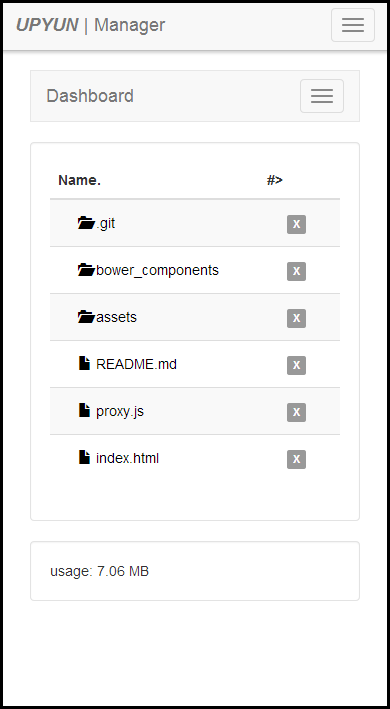 UPYUN | Manager
Dashboard
Name. #>
.git x
bower_components x
assets x
README.md x
proxy.js x
index.html x
usage: 7.06 MB